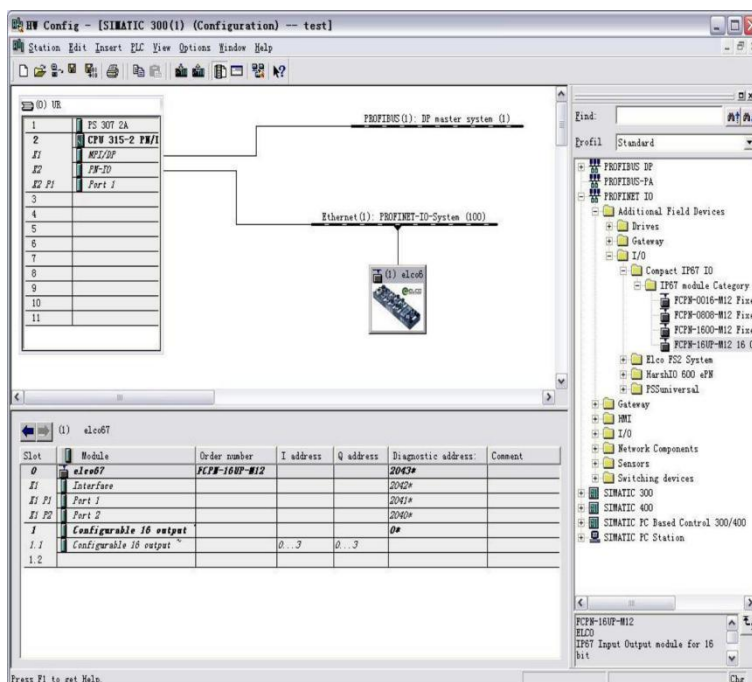 HW Config - [SIMATIC 300(1) (Configuration) -- test]
Station Edit Insert PLC View Options Window Help
(0) UR
1 PS 307 2A
2 CPU 315-2 PN/I
X1 MPI/DP
X2 PN-IO
X2 P1 Port 1
3
4
5
6
7
8
9
10
11
PROFIBUS(1): DP master system (1)
Ethernet(1): PROFINET-IO-System (100)
(1) elco6
ELCO
Find:
Profil Standard
PROFIBUS DP
PROFIBUS-PA
PROFINET IO
Additional Field Devices
Drives
Gateway
I/O
Compact IP67 IO
IP67 module Category
FCPN-0016-M12 Fixe
FCPN-0808-M12 Fixe
FCPN-1600-M12 Fixe
FCPN-16UP-M12 16 (
Elco FS2 System
HarshIO 600 ePN
PSSuniversal
Gateway
HMI
I/O
Network Components
Sensors
Switching devices
SIMATIC 300
SIMATIC 400
SIMATIC PC Based Control 300/400
SIMATIC PC Station
(1) elco67
Slot Module Order number I address Q address Diagnostic address: Comment
0 elco67 FCPN-16UP-M12 2043*
X1 Interface 2042*
X1 P1 Port 1 2041*
X1 P2 Port 2 2040*
1 Configurable 16 output 0*
1.1 Configurable 16 output 0...3 0...3
1.2
FCPN-16UP-M12
ELCO
IP67 Input Output module for 16
bit
Press F1 to get Help.
Chg